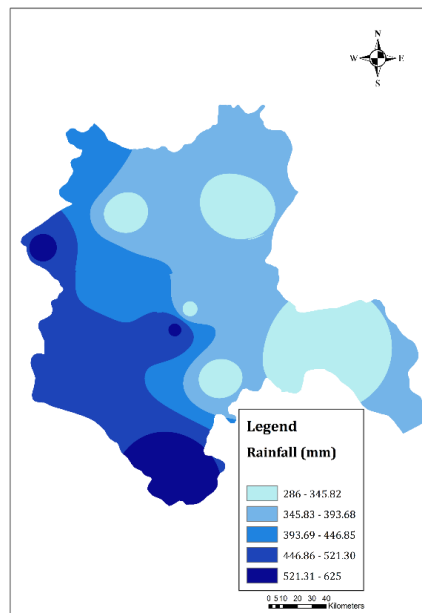 N
W E
S
Legend
Rainfall (mm)
286 - 345.82
345.83 - 393.68
393.69 - 446.85
446.86 - 521.30
521.31 - 625
0 5 10 20 30 40
Kilometers